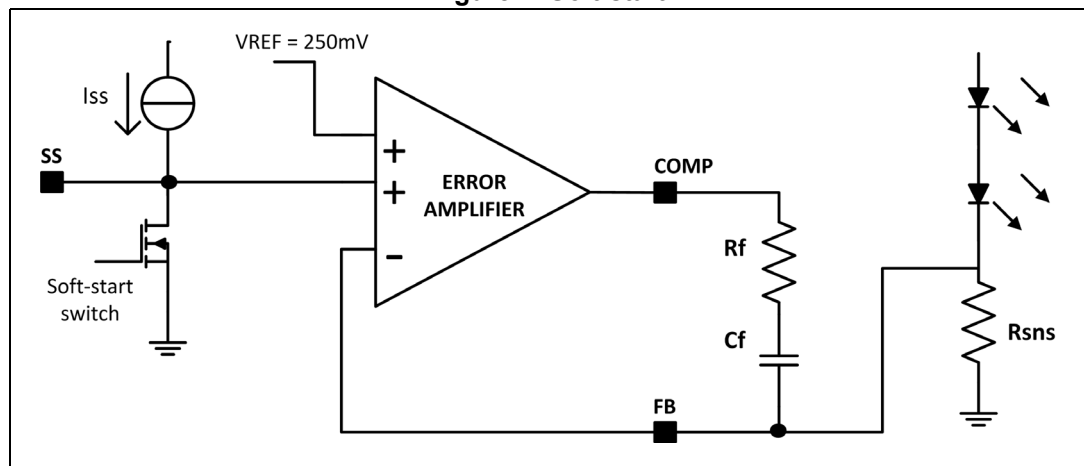 VREF = 250mV
Iss
SS
+
+
-
ERROR
AMPLIFIER
COMP
Soft-start
switch
Rf
Cf
Rsns
FB